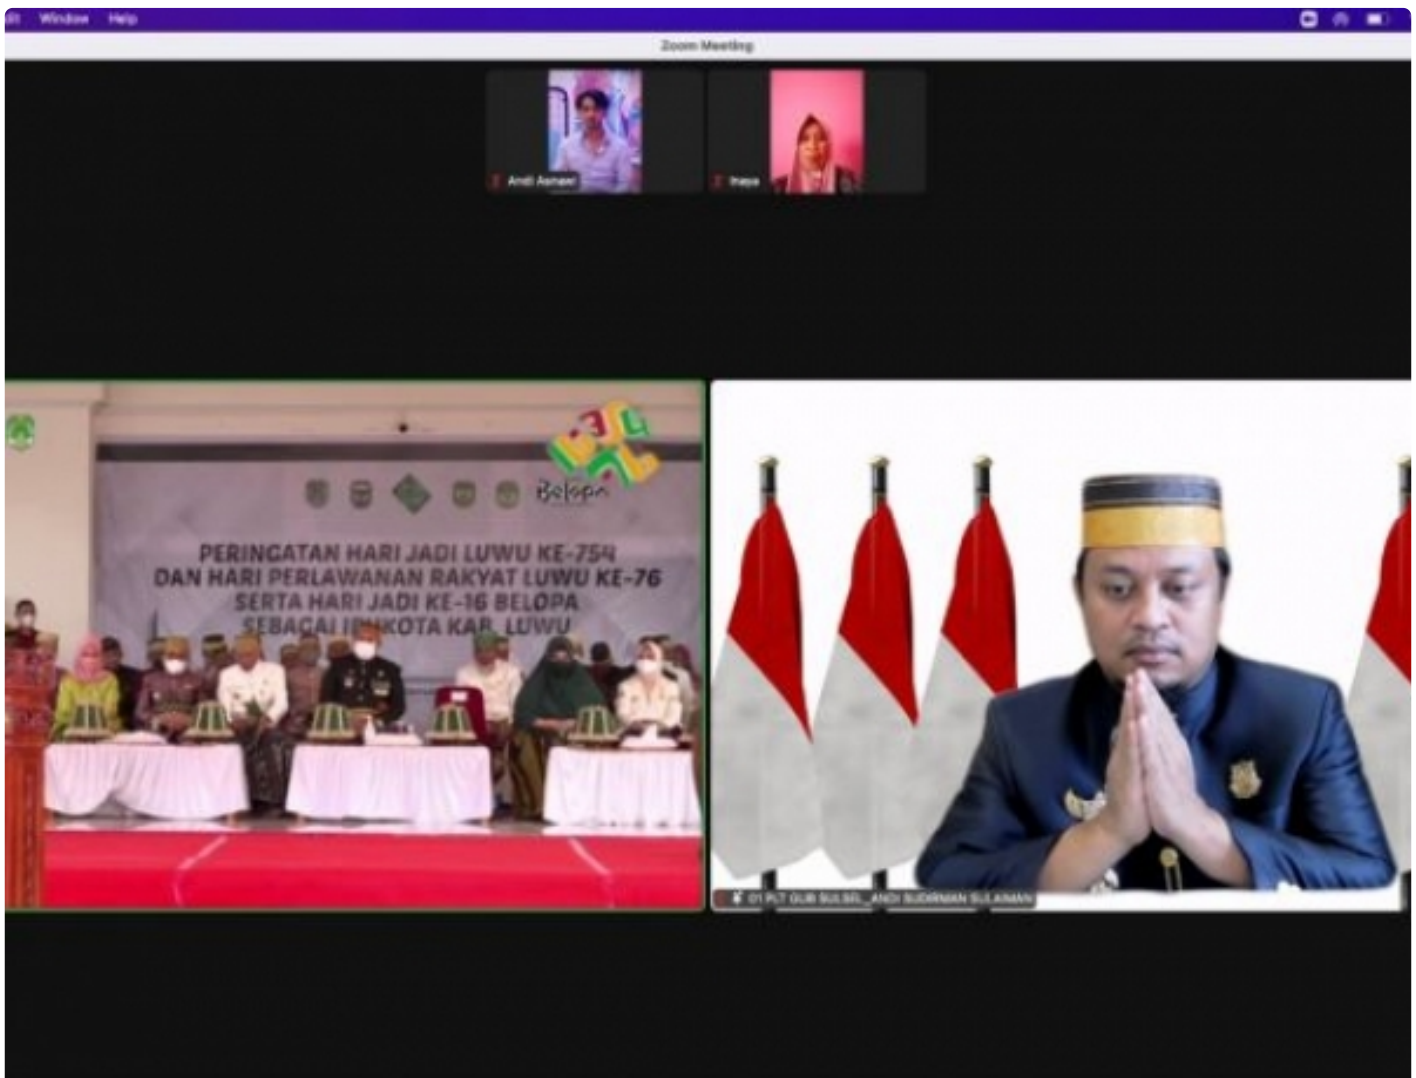 Window Help
Zoom Meeting
Andi Asmawi
Inaya
Belopa
PERINGATAN HARI JADI LUWU KE-754
DAN HARI PERLAWANAN RAKYAT LUWU KE-76
SERTA HARI JADI KE-16 BELOPA
SEBAGAI IBUKOTA KAB. LUWU
01 PLT GUB SULSEL_ANDI SUDIRMAN SULAIMAN